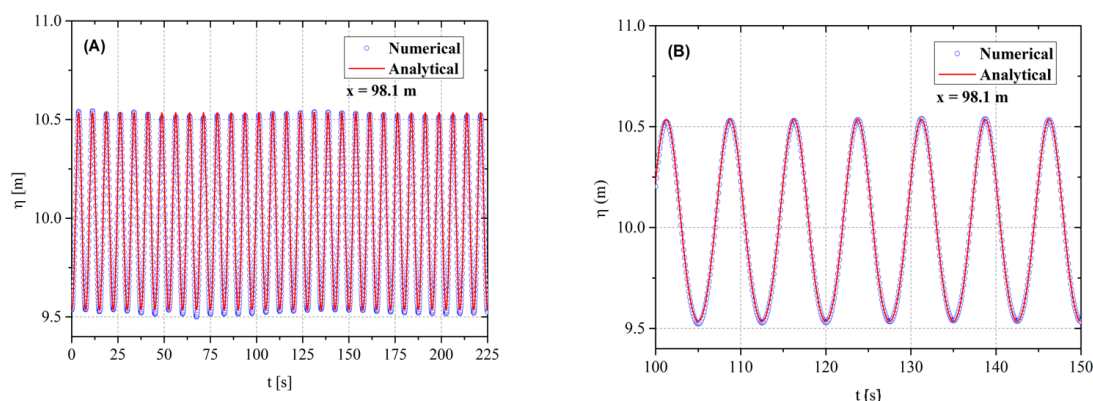 11.0
(A)
Numerical
Analytical
x = 98.1 m
10.5
η [m]
10.0
9.5
0 25 50 75 100 125 150 175 200 225
t [s]
11.0
(B)
Numerical
Analytical
x = 98.1 m
10.5
η (m)
10.0
9.5
100 110 120 130 140 150
t [s]